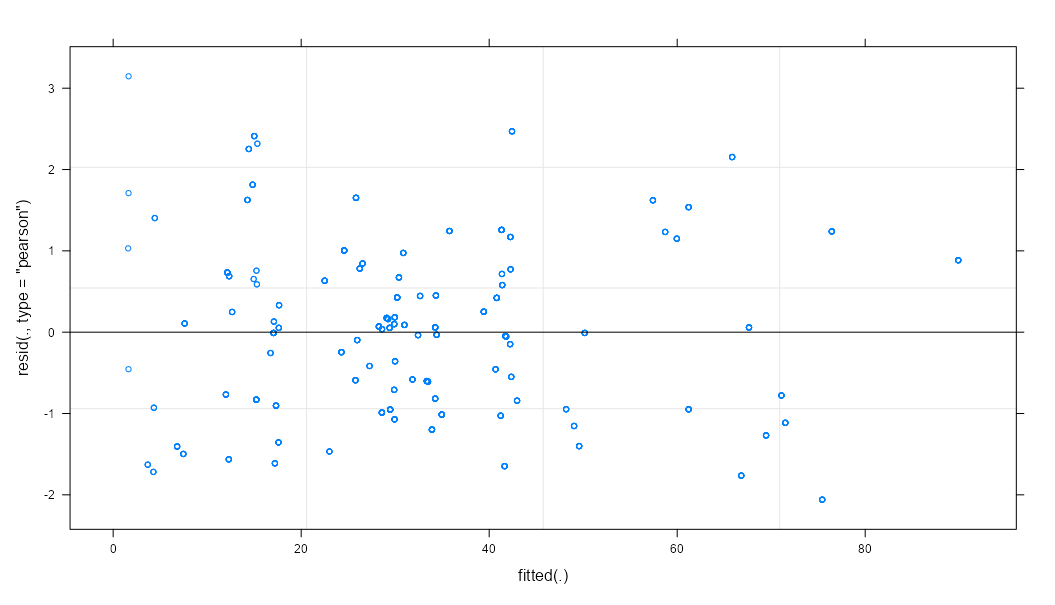 resid(., type = "pearson")
3
2
1
0
-1
-2
0 20 40 60 80
fitted(.)